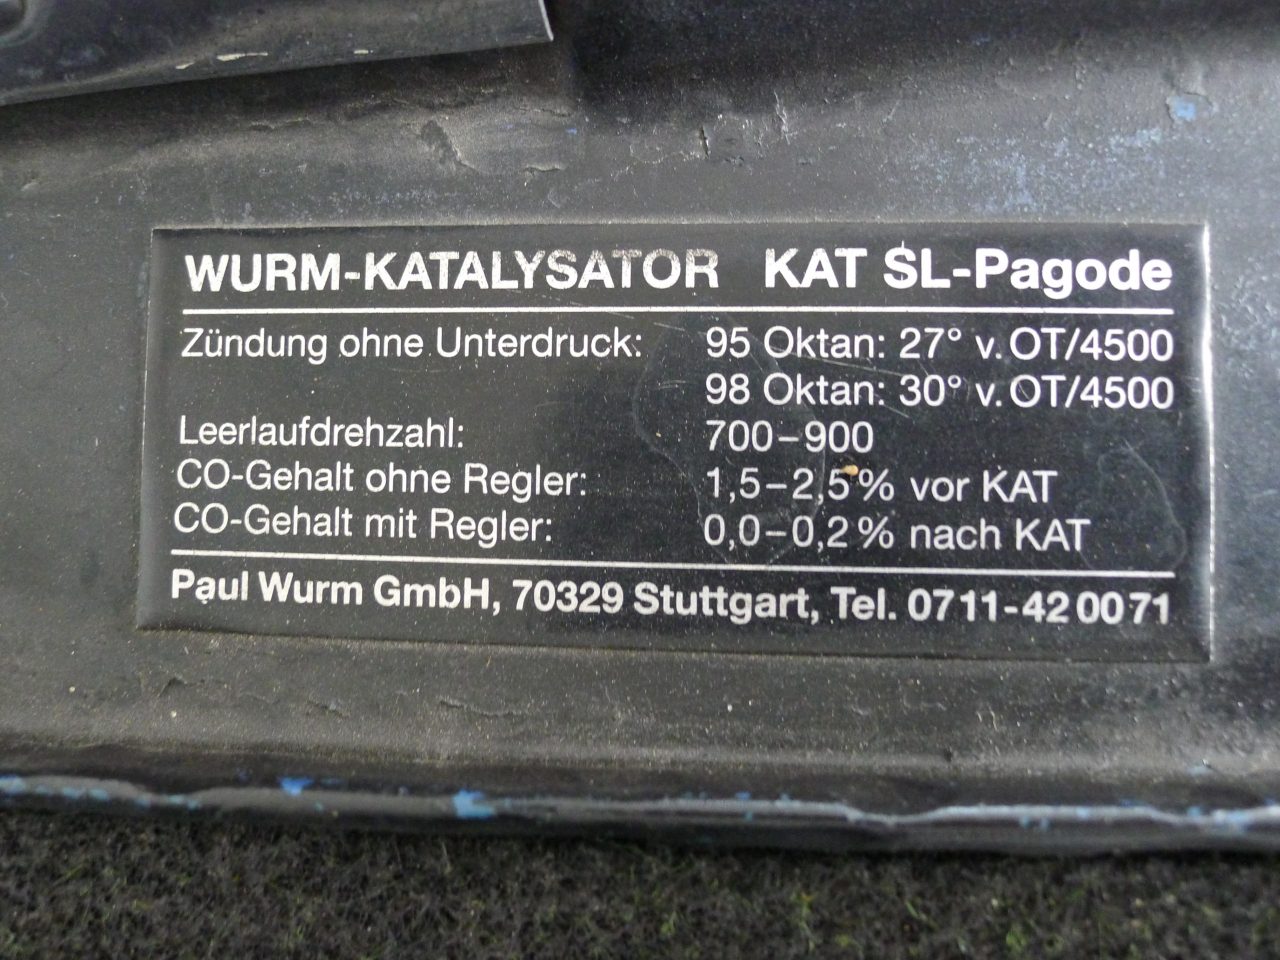 WURM-KATALYSATOR KAT SL-Pagode
Zündung ohne Unterdruck: 95 Oktan: 27° v. OT/4500
98 Oktan: 30° v. OT/4500
Leerlaufdrehzahl: 700–900
CO-Gehalt ohne Regler: 1,5–2,5% vor KAT
CO-Gehalt mit Regler: 0,0–0,2% nach KAT
Paul Wurm GmbH, 70329 Stuttgart, Tel. 0711-42 00 71